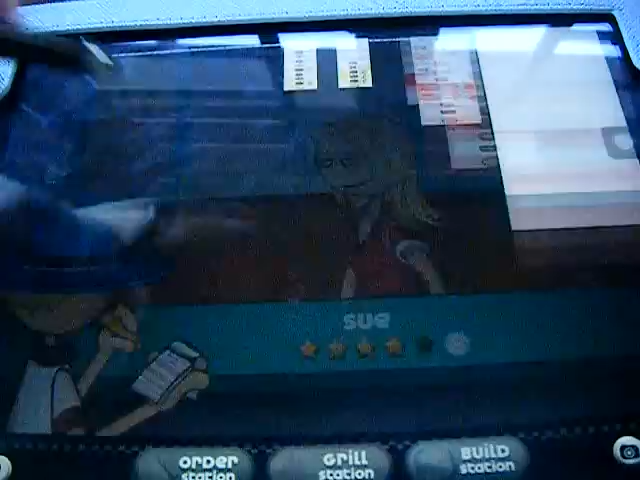 sue
ORDER
station
GRILL
station
BUILD
station